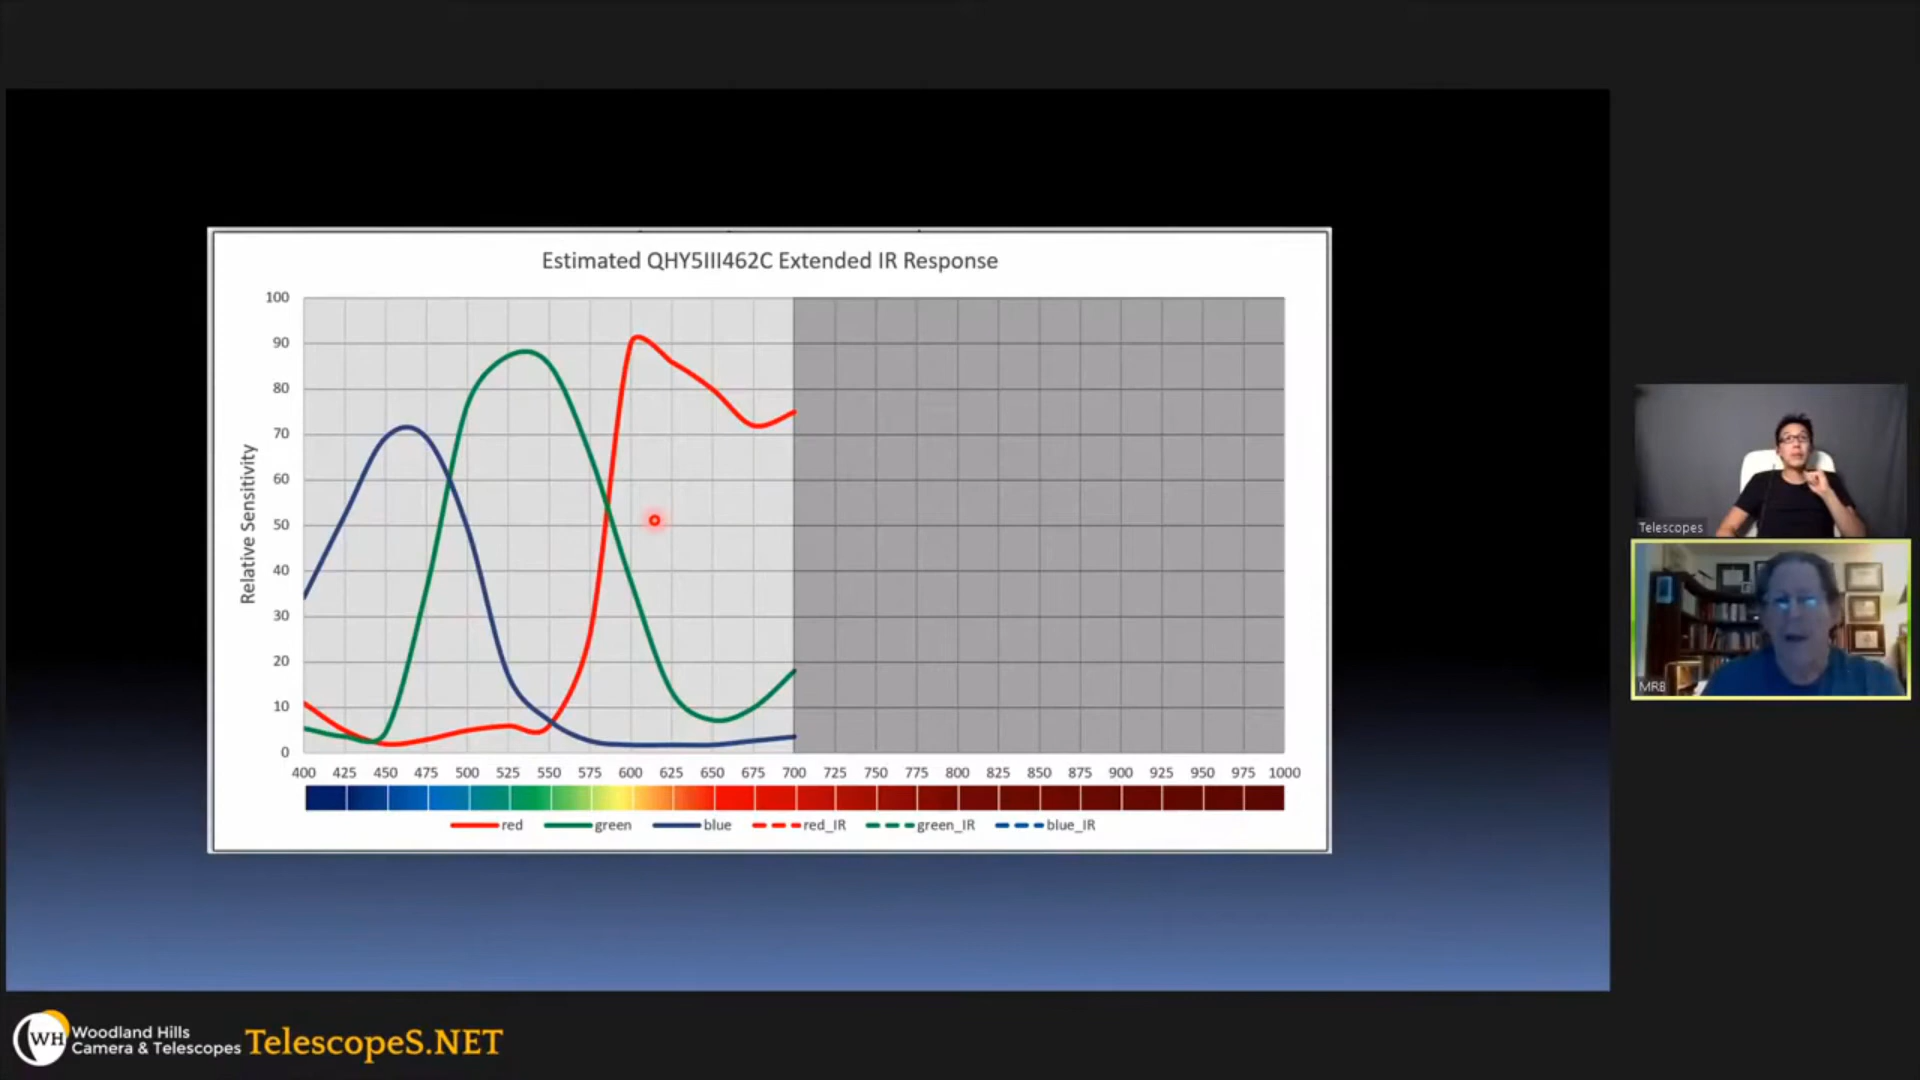 Estimated QHY5III462C Extended IR Response
Relative Sensitivity
100
90
80
70
60
50
40
30
20
10
0
400 425 450 475 500 525 550 575 600 625 650 675 700 725 750 775 800 825 850 875 900 925 950 975 1000
red green blue red_IR green_IR blue_IR
Telescopes
MRB
WH Woodland Hills
Camera & Telescopes
TelescopeS.NET